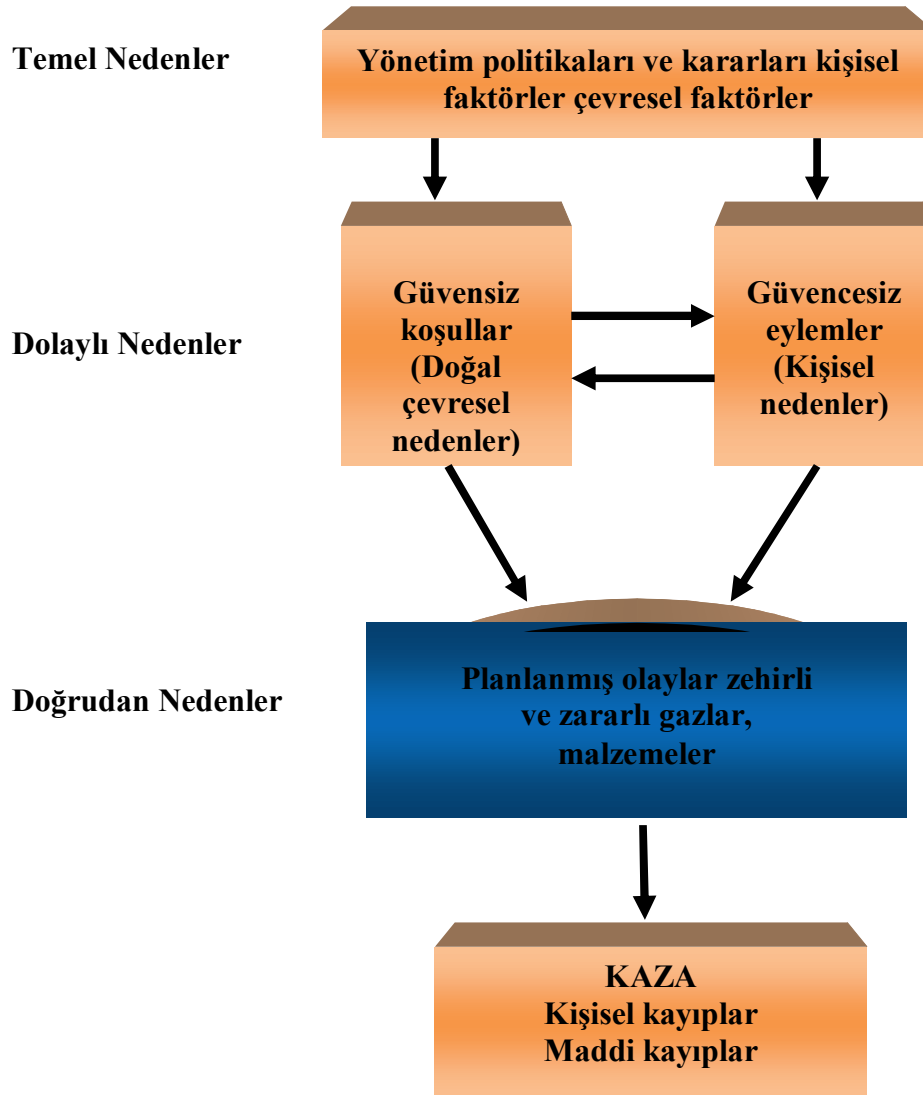 Temel Nedenler
Yönetim politikaları ve kararları kişisel
faktörler çevresel faktörler
Dolaylı Nedenler
Güvensiz
koşullar
(Doğal
çevresel
nedenler)
Güvencesiz
eylemler
(Kişisel
nedenler)
Doğrudan Nedenler
Planlanmış olaylar zehirli
ve zararlı gazlar,
malzemeler
KAZA
Kişisel kayıplar
Maddi kayıplar